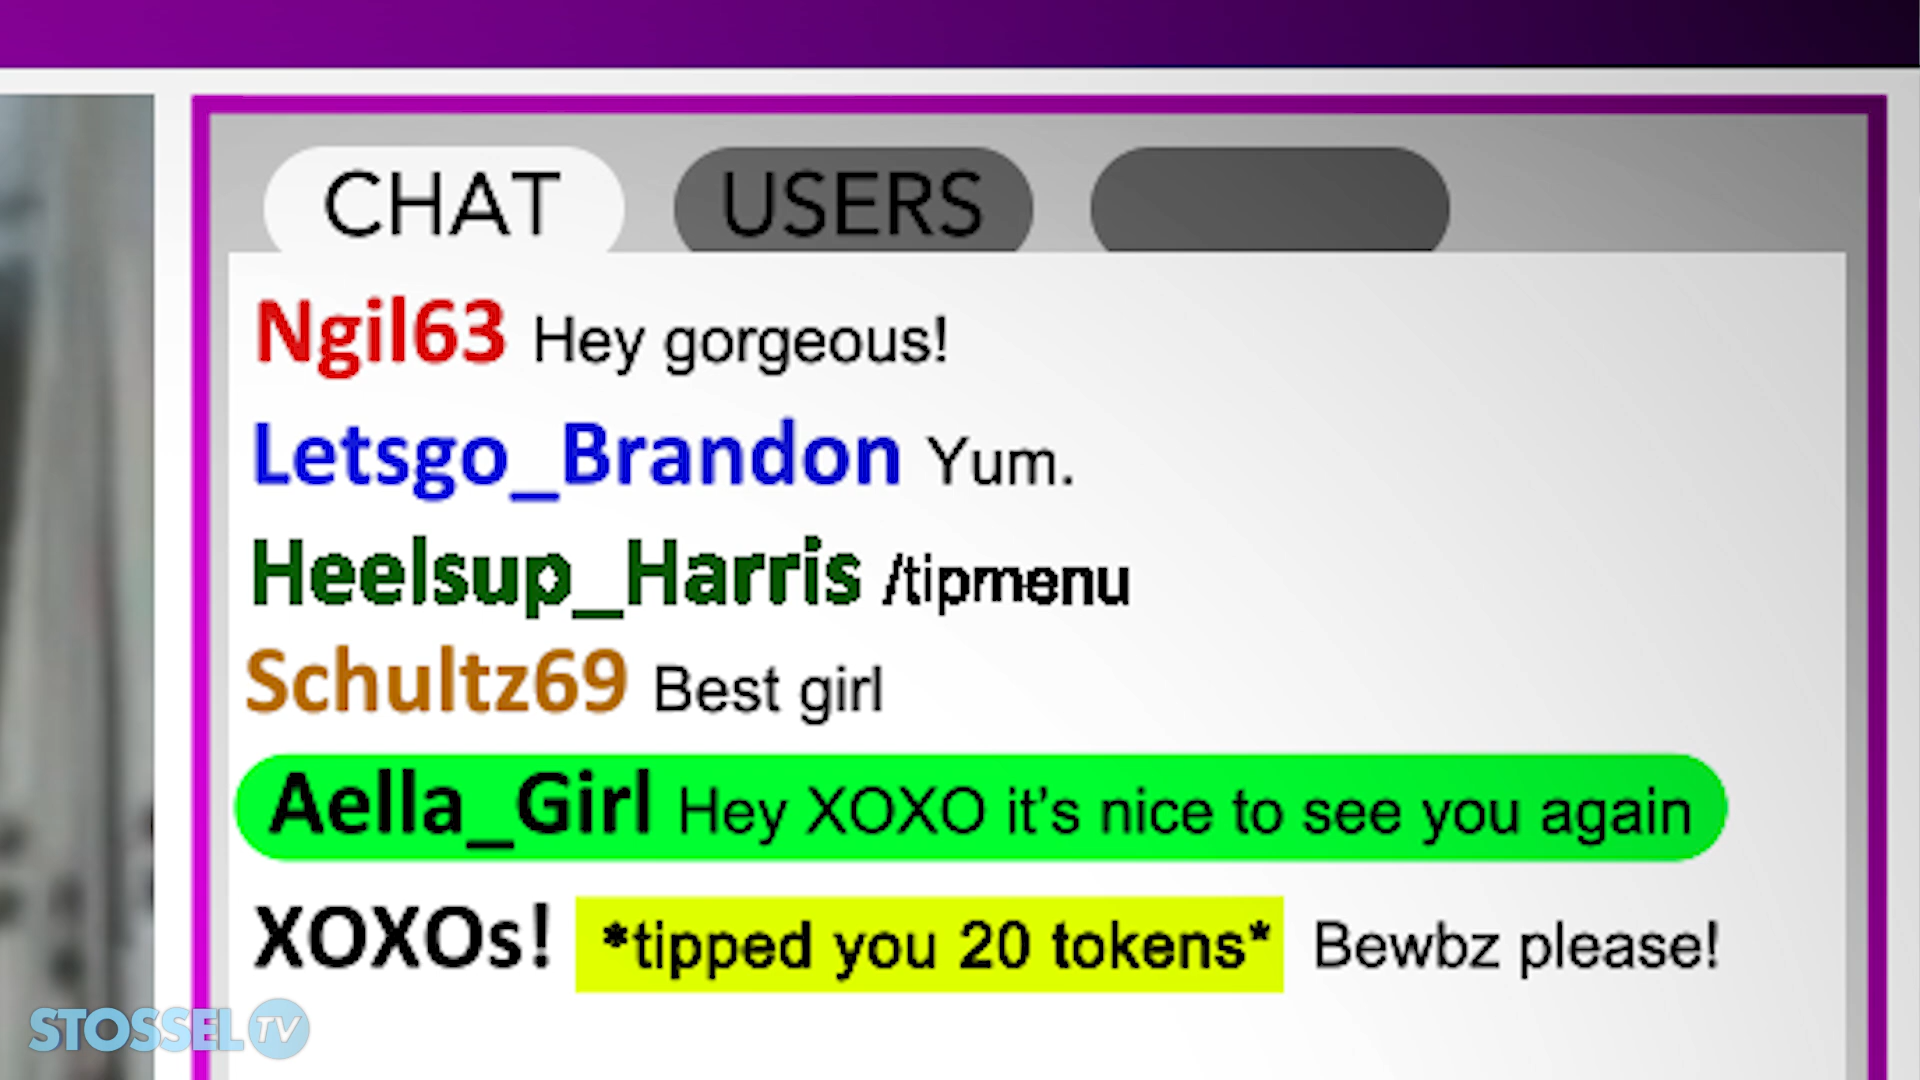 CHAT USERS
Ngil63 Hey gorgeous!
Letsgo_Brandon Yum.
Heelsup_Harris /tipmenu
Schultz69 Best girl
Aella_Girl Hey XOXO it's nice to see you again
XOXOs! *tipped you 20 tokens* Bewbz please!
STOSSEL TV